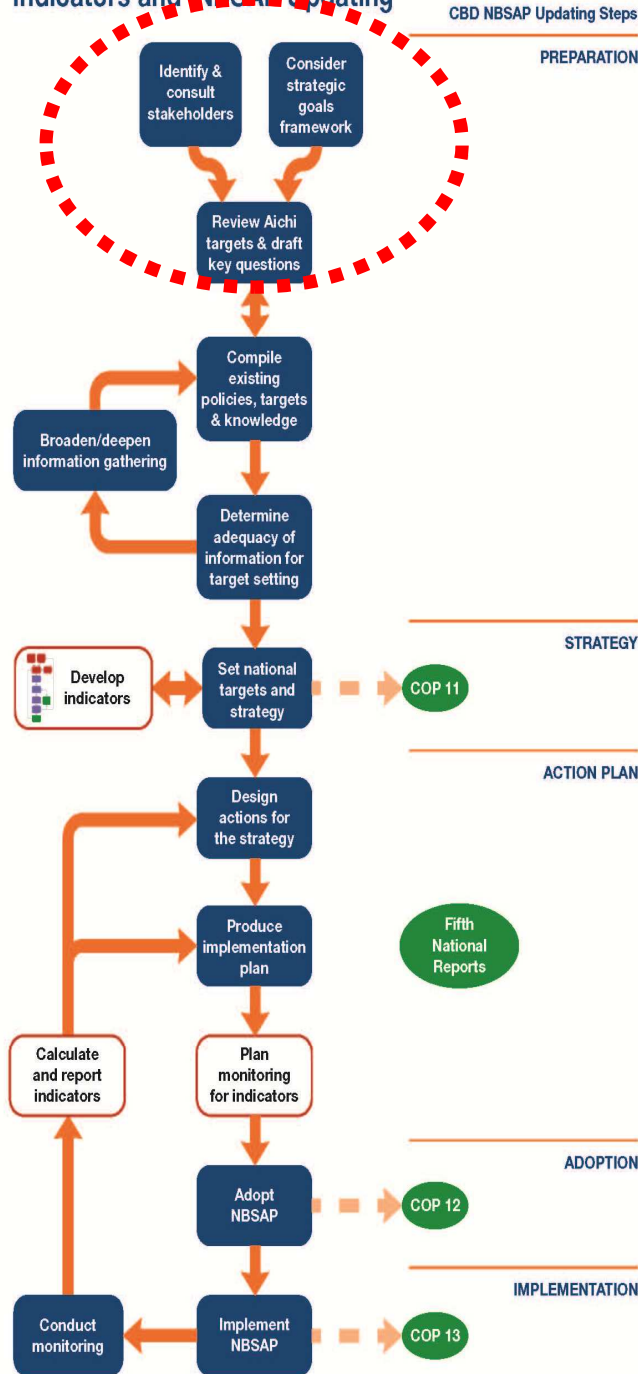 Indicators and NBSAP Updating
CBD NBSAP Updating Steps
PREPARATION
Identify &
consult
stakeholders
Consider
strategic
goals
framework
Review Aichi
targets & draft
key questions
Compile
existing
policies, targets
& knowledge
Broaden/deepen
information gathering
Determine
adequacy of
information for
target setting
STRATEGY
Develop
indicators
Set national
targets and
strategy
COP 11
ACTION PLAN
Design
actions for
the strategy
Produce
implementation
plan
Fifth
National
Reports
Calculate
and report
indicators
Plan
monitoring
for indicators
ADOPTION
Adopt
NBSAP
COP 12
IMPLEMENTATION
Conduct
monitoring
Implement
NBSAP
COP 13